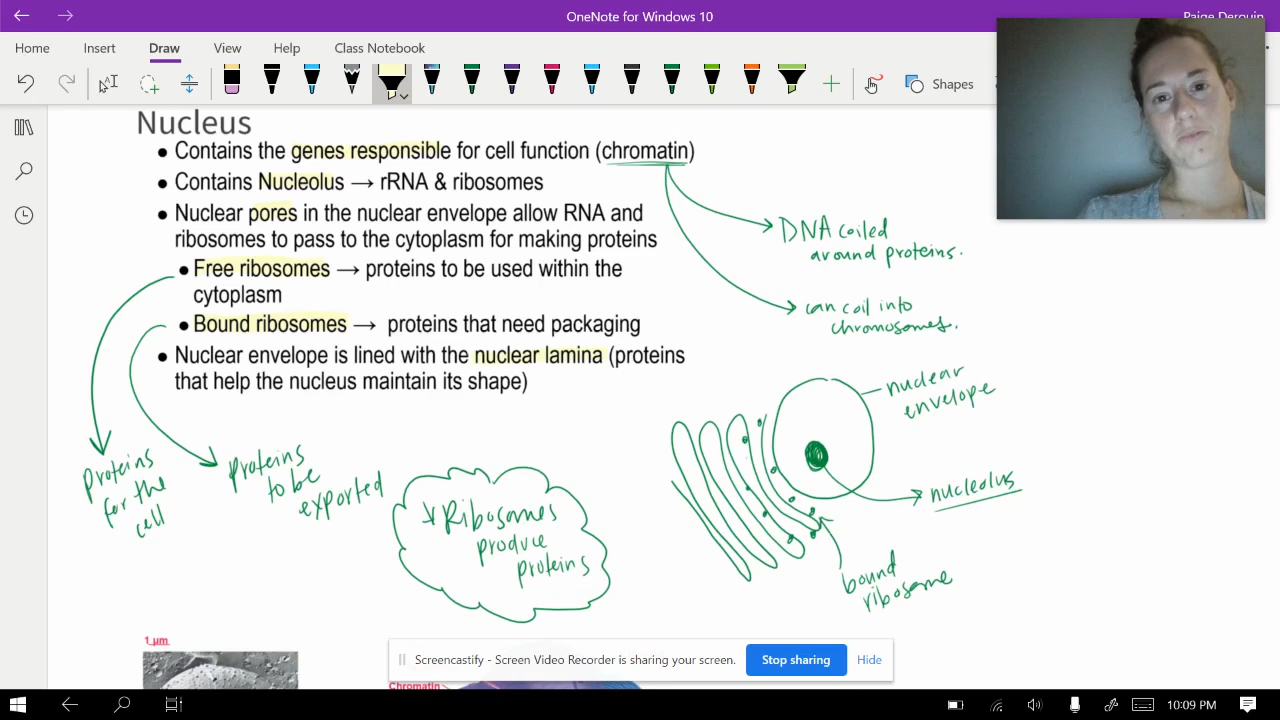 OneNote for Windows 10
Paige Derouin
Home Insert Draw View Help Class Notebook
Shapes
Nucleus
• Contains the genes responsible for cell function (chromatin)
• Contains Nucleolus → rRNA & ribosomes
• Nuclear pores in the nuclear envelope allow RNA and
ribosomes to pass to the cytoplasm for making proteins
• Free ribosomes → proteins to be used within the
cytoplasm
• Bound ribosomes → proteins that need packaging
• Nuclear envelope is lined with the nuclear lamina (proteins
that help the nucleus maintain its shape)
DNA coiled
around proteins.
can coil into
chromosomes.
nuclear
envelope
nucleolus
bound
ribosome
proteins
for the
cell
proteins
to be
exported
Ribosomes
produce
proteins
1 µm
Chromatin
Screencastify - Screen Video Recorder is sharing your screen.
Stop sharing
Hide
10:09 PM